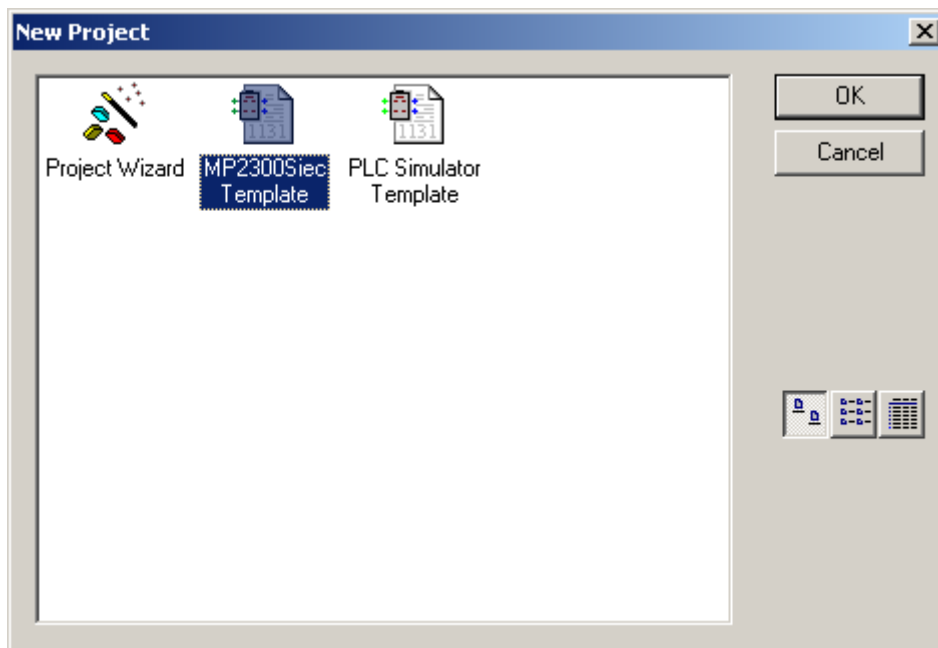 New Project
Project Wizard
MP2300Siec
Template
PLC Simulator
Template
OK
Cancel
1131
1131